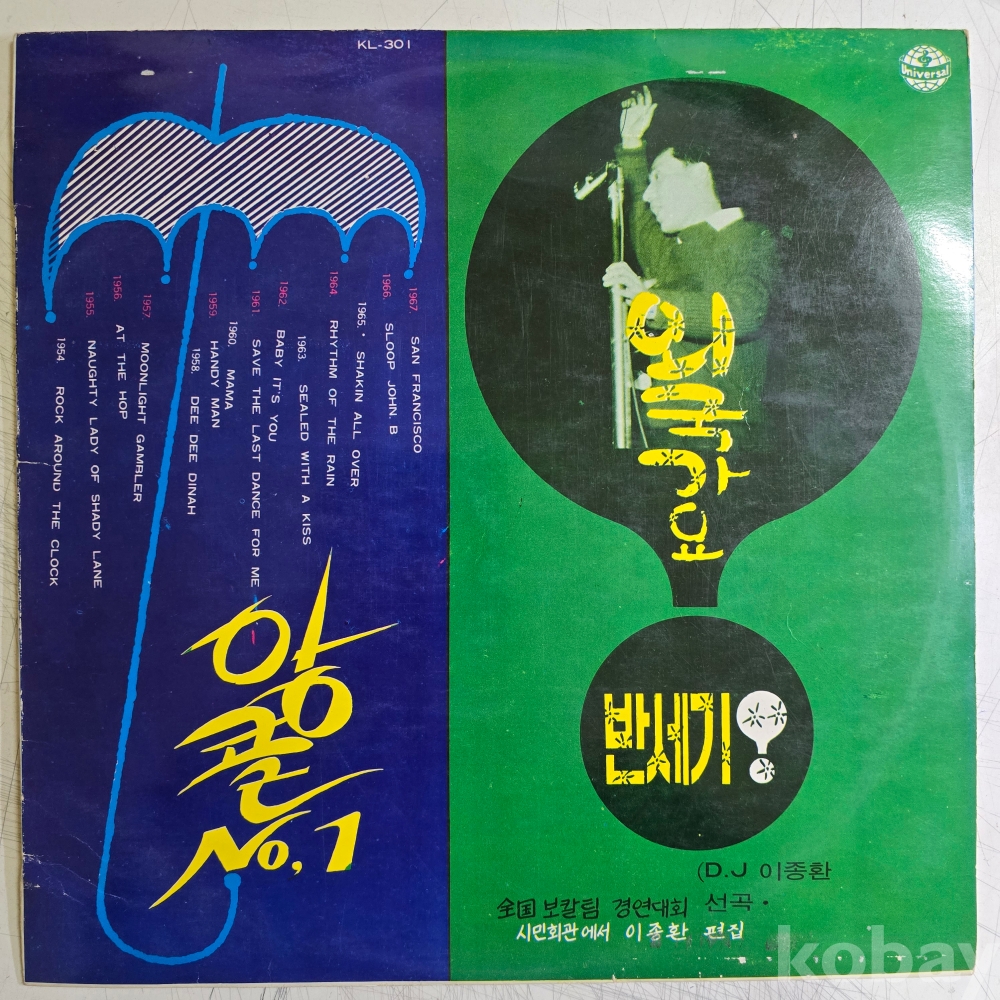 KL-301
Universal
1967. SAN FRANCISCO
1966. SLOOP JOHN B
1965. SHAKIN ALL OVER
1964. RHYTHM OF THE RAIN
1963. SEALED WITH A KISS
1962. BABY IT'S YOU
1961. SAVE THE LAST DANCE FOR ME
1960. MAMA
1959. HANDY MAN
1958. DEE DEE DINAH
1957. MOONLIGHT GAMBLER
1956. AT THE HOP
1955. NAUGHTY LADY OF SHADY LANE
1954. ROCK AROUND THE CLOCK
앙콜
No.1
외국
가요
반세기
(D.J 이종환
선곡·
全国 보칼팀 경연대회
시민회관에서 이종환 편집
kobay